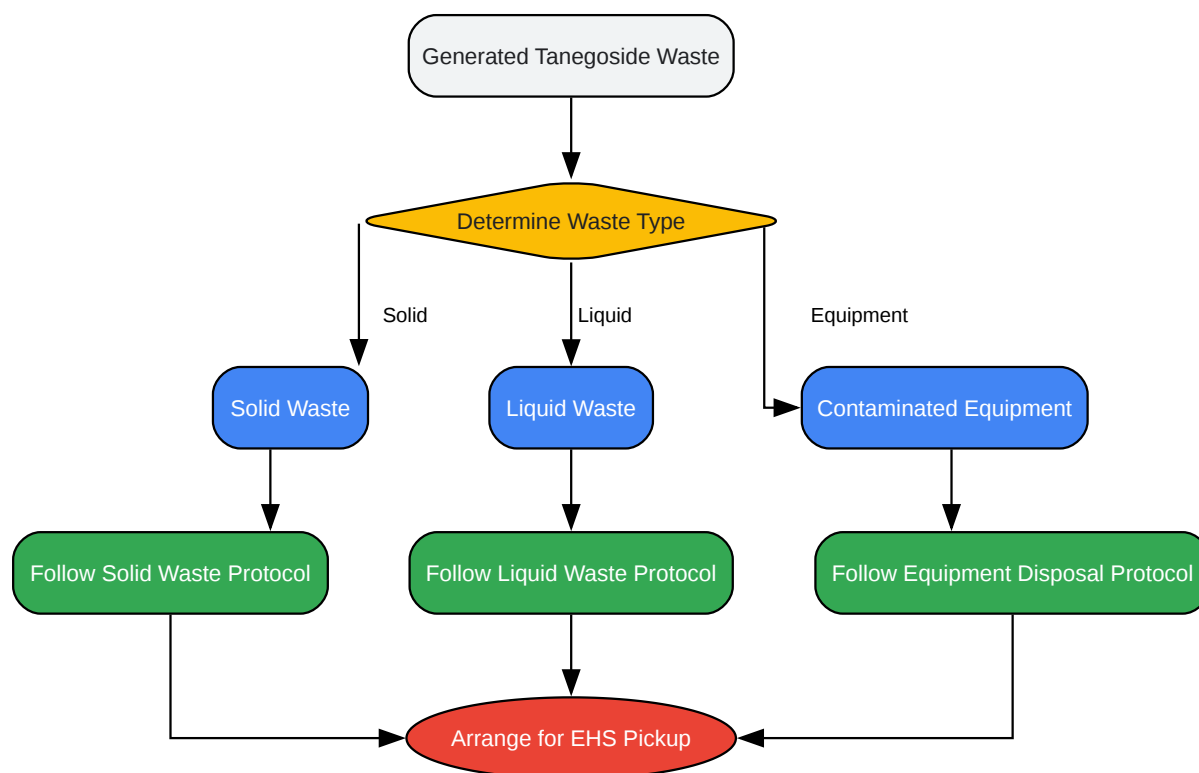 Generated Tanegoside Waste
Determine Waste Type
Solid
Liquid
Equipment
Solid Waste
Liquid Waste
Contaminated Equipment
Follow Solid Waste Protocol
Follow Liquid Waste Protocol
Follow Equipment Disposal Protocol
Arrange for EHS Pickup